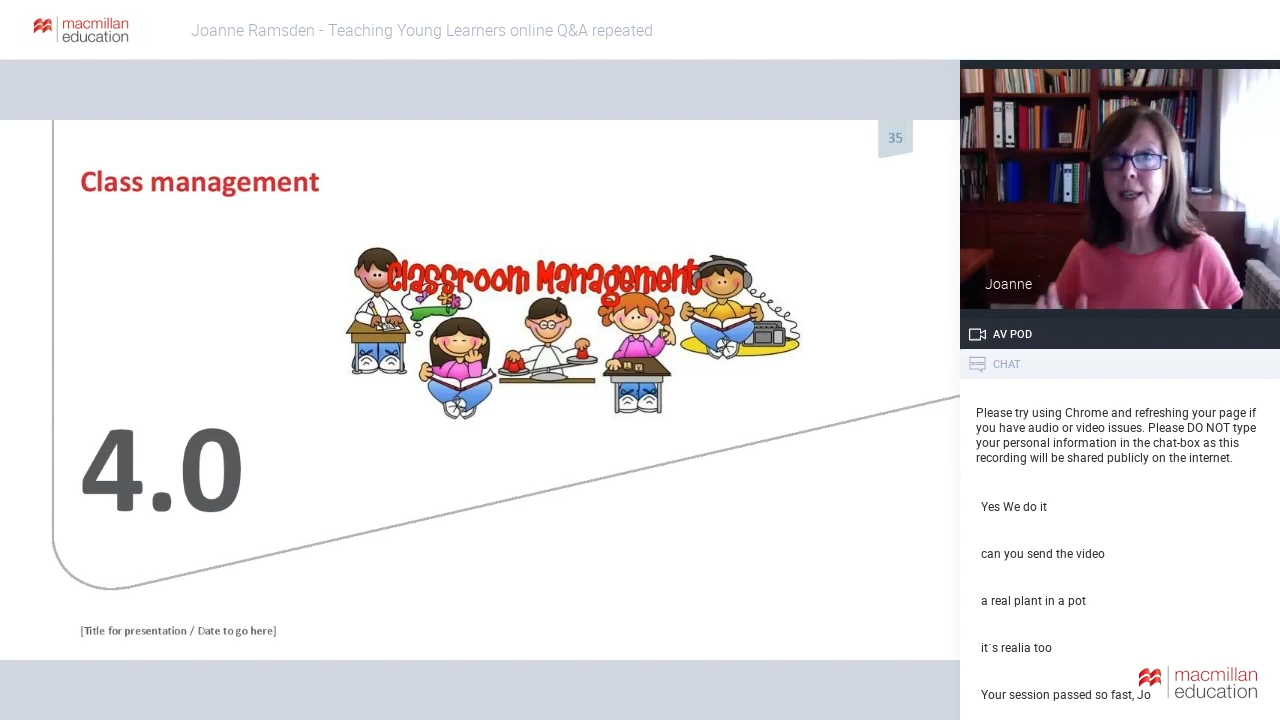 macmillan
education
Joanne Ramsden - Teaching Young Learners online Q&A repeated
35
Class management
Classroom Management
4.0
[Title for presentation / Date to go here]
Joanne
AV POD
CHAT
Please try using Chrome and refreshing your page if
you have audio or video issues. Please DO NOT type
your personal information in the chat-box as this
recording will be shared publicly on the internet.
Yes We do it
can you send the video
a real plant in a pot
it´s realia too
Your session passed so fast, Jo
macmillan
education